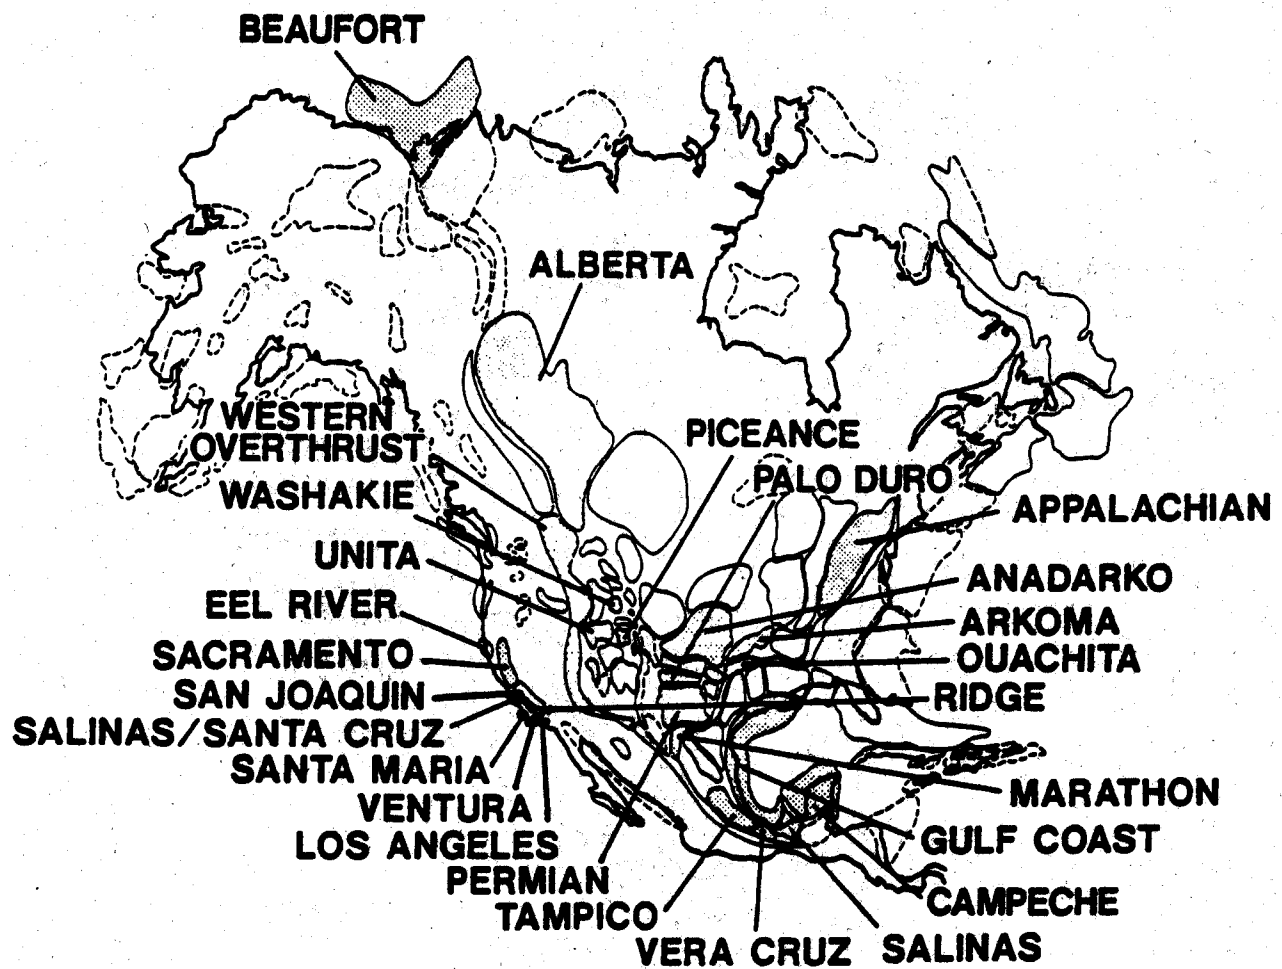 BEAUFORT
ALBERTA
WESTERN
OVERTHRUST
PICEANCE
WASHAKIE
PALO DURO
APPALACHIAN
UNITA
ANADARKO
EEL RIVER
ARKOMA
SACRAMENTO
OUACHITA
SAN JOAQUIN
RIDGE
SALINAS/SANTA CRUZ
SANTA MARIA
MARATHON
VENTURA
GULF COAST
LOS ANGELES
PERMIAN
CAMPECHE
TAMPICO
VERA CRUZ
SALINAS